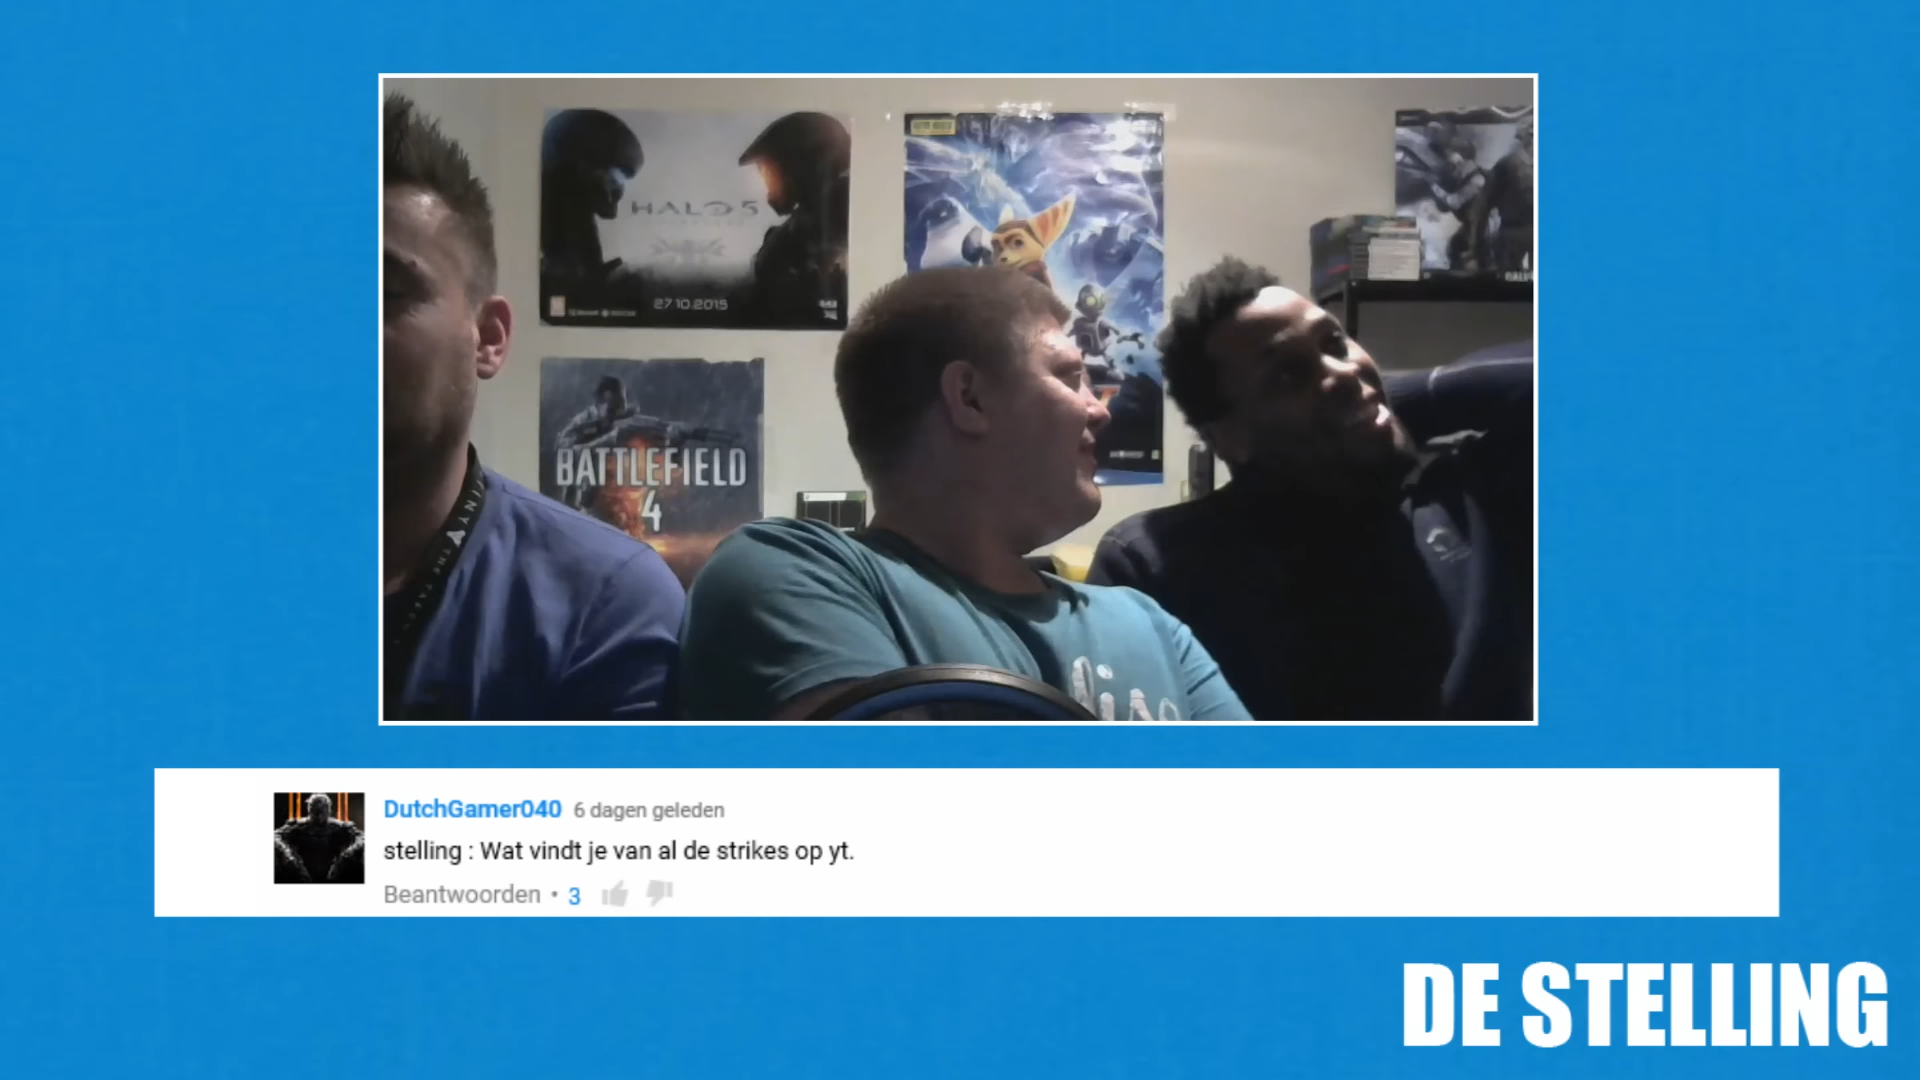 HALO 5
27.10.2015
BATTLEFIELD
4
DutchGamer040 6 dagen geleden
stelling : Wat vindt je van al de strikes op yt.
Beantwoorden • 3
DE STELLING